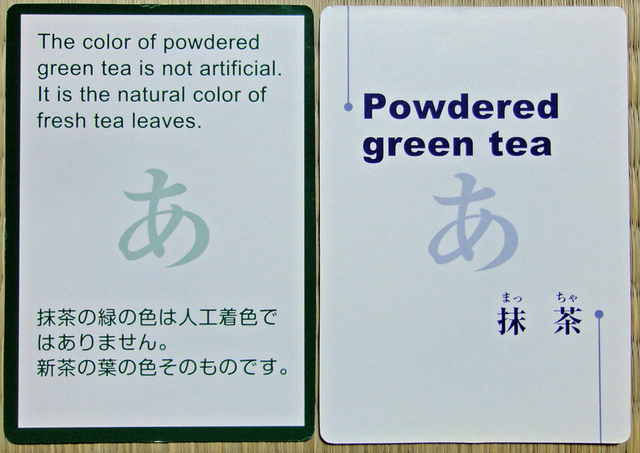 The color of powdered
green tea is not artificial.
It is the natural color of
fresh tea leaves.
あ
抹茶の緑の色は人工着色で
はありません。
新茶の葉の色そのものです。
Powdered
green tea
あ
まっ ちゃ
抹 茶